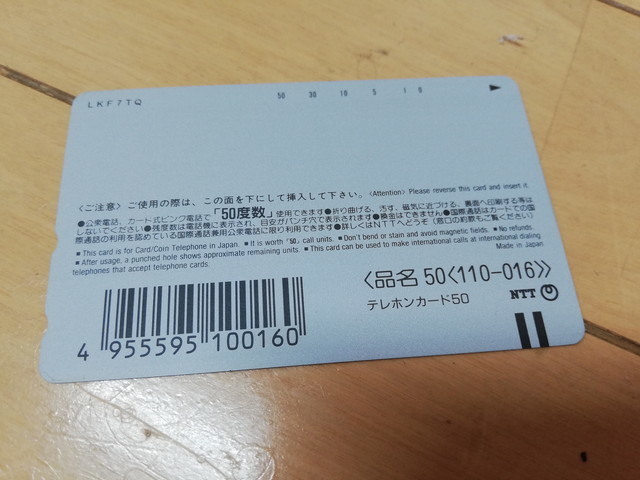 LKF7TQ
50 30 10 5 1 0
〈ご注意〉ご使用の際は、この面を下にして挿入して下さい。〈Attention〉Please reverse this card and insert it.
●公衆電話、カード式ピンク電話で「50度数」使用できます●折り曲げる、汚す、磁気に近づける、裏面へ印刷する等は
しないでください●残度数は電話機に表示され、目安がパンチ穴で表示されます●換金はできません●国際通話はカードでの国
際通話の利用を認めている国際通話兼用公衆電話に限り利用できます●詳しくはNTTへどうぞ(窓口の約款もご覧ください)
■This card is for Card/Coin Telephone in Japan. ■It is worth「50」call units. ■Don't bend or stain and avoid magnetic fields. ■No refunds.
■After usage, a punched hole shows approximate remaining units. ■This card can be used to make international calls at international dialing
telephones that accept telephone cards.
Made in Japan
〈品名 50〈110-016〉〉
テレホンカード50
NTT
4 955595 100160